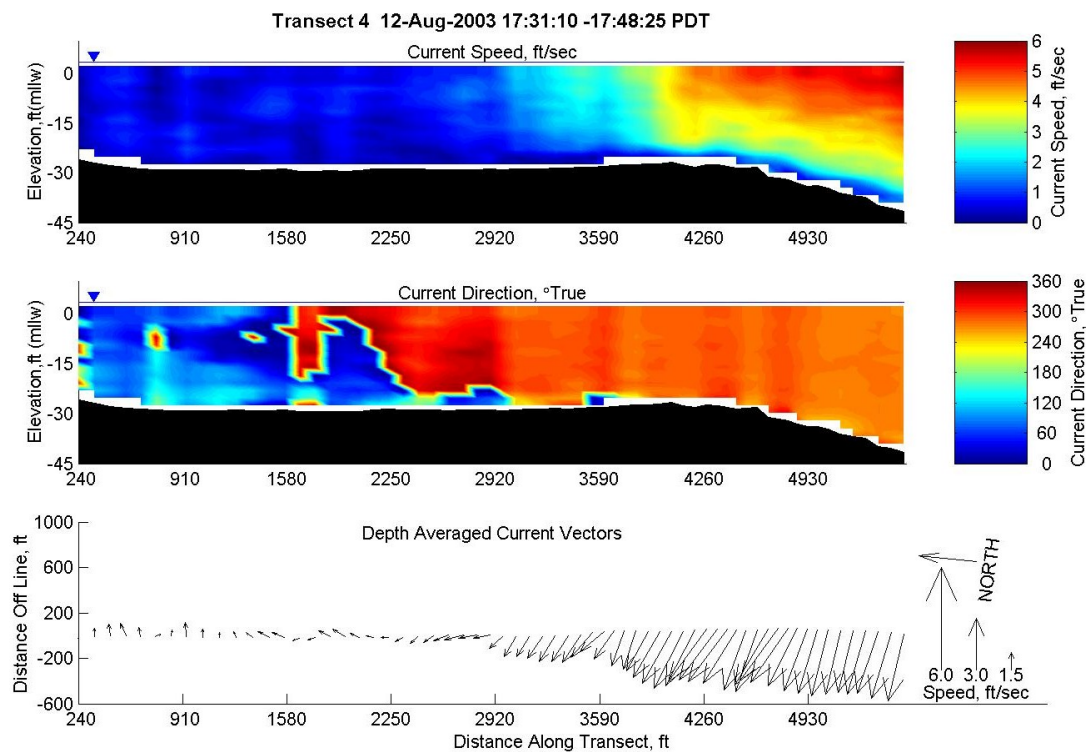 Transect 4 12-Aug-2003 17:31:10 -17:48:25 PDT
Current Speed, ft/sec
Elevation,ft(mllw)
0
-15
-30
-45
240 910 1580 2250 2920 3590 4260 4930
6
5
4
3
2
1
0
Current Speed, ft/sec
Current Direction, °True
Elevation,ft (mllw)
0
-15
-30
-45
240 910 1580 2250 2920 3590 4260 4930
360
300
240
180
120
60
0
Current Direction, °True
Depth Averaged Current Vectors
Distance Off Line, ft
1000
600
200
-200
-600
240 910 1580 2250 2920 3590 4260 4930
Distance Along Transect, ft
NORTH
6.0 3.0 1.5
Speed, ft/sec